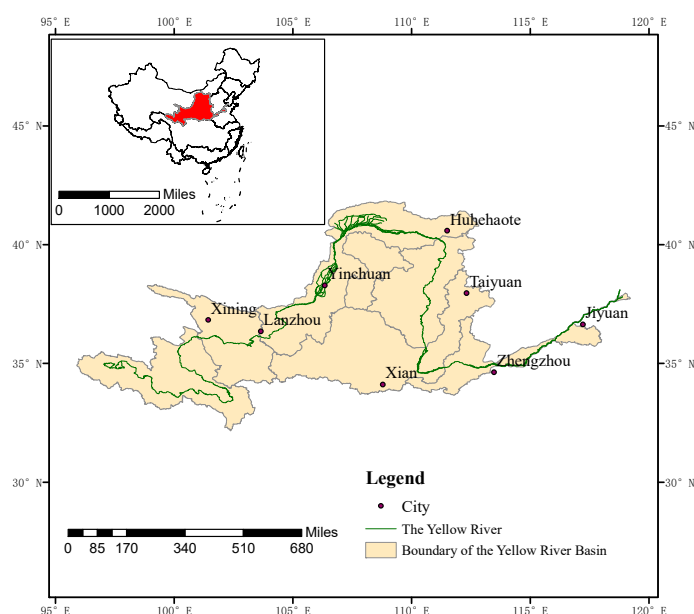 95° E 100° E 105° E 110° E 115° E 120° E
Miles
0 1000 2000
45° N 45° N
40° N 40° N
35° N 35° N
30° N 30° N
Huhehaote
Yinchuan
Taiyuan
Xining
Lanzhou
Jiyuan
Zhengzhou
Xian
Legend
City
The Yellow River
Boundary of the Yellow River Basin
Miles
0 85 170 340 510 680
95° E 100° E 105° E 110° E 115° E 120° E